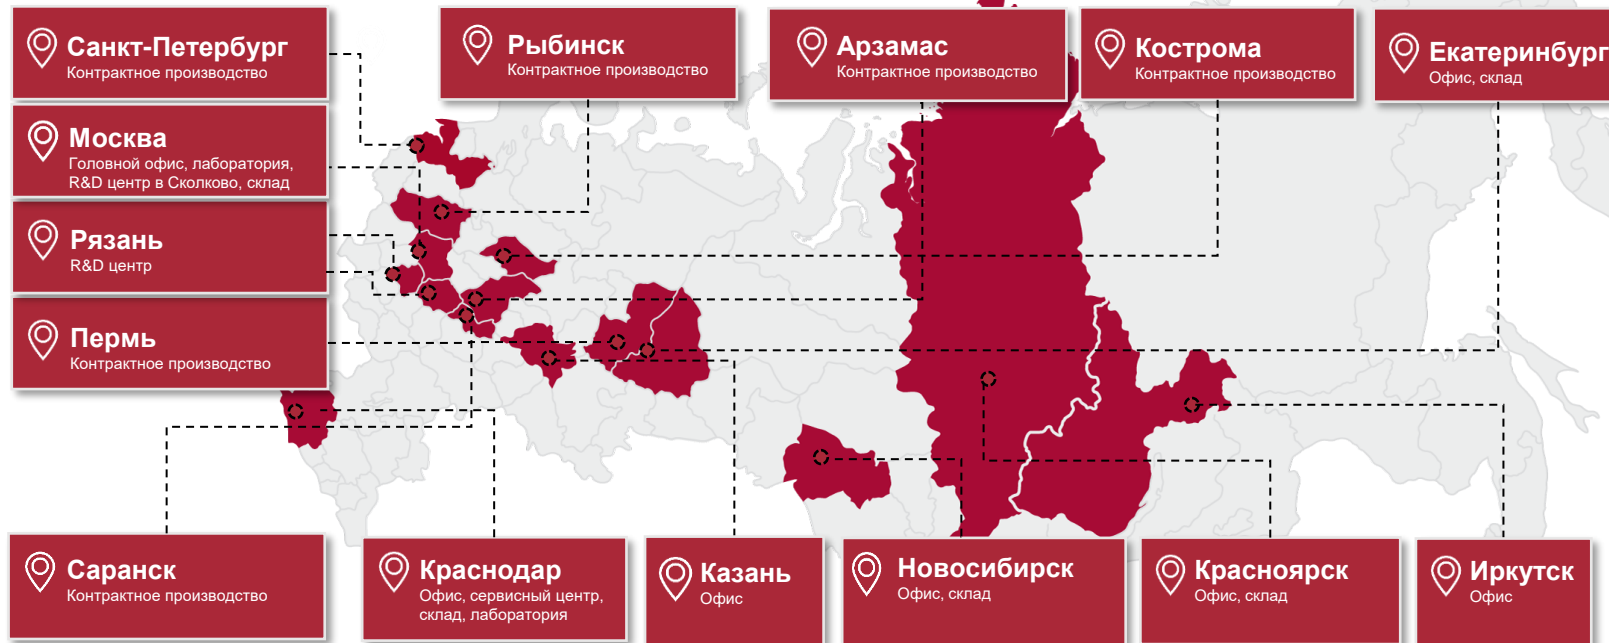 Санкт-Петербург
Контрактное производство
Рыбинск
Контрактное производство
Арзамас
Контрактное производство
Кострома
Контрактное производство
Екатеринбург
Офис, склад
Москва
Головной офис, лаборатория,
R&D центр в Сколково, склад
Рязань
R&D центр
Пермь
Контрактное производство
Саранск
Контрактное производство
Краснодар
Офис, сервисный центр,
склад, лаборатория
Казань
Офис
Новосибирск
Офис, склад
Красноярск
Офис, склад
Иркутск
Офис